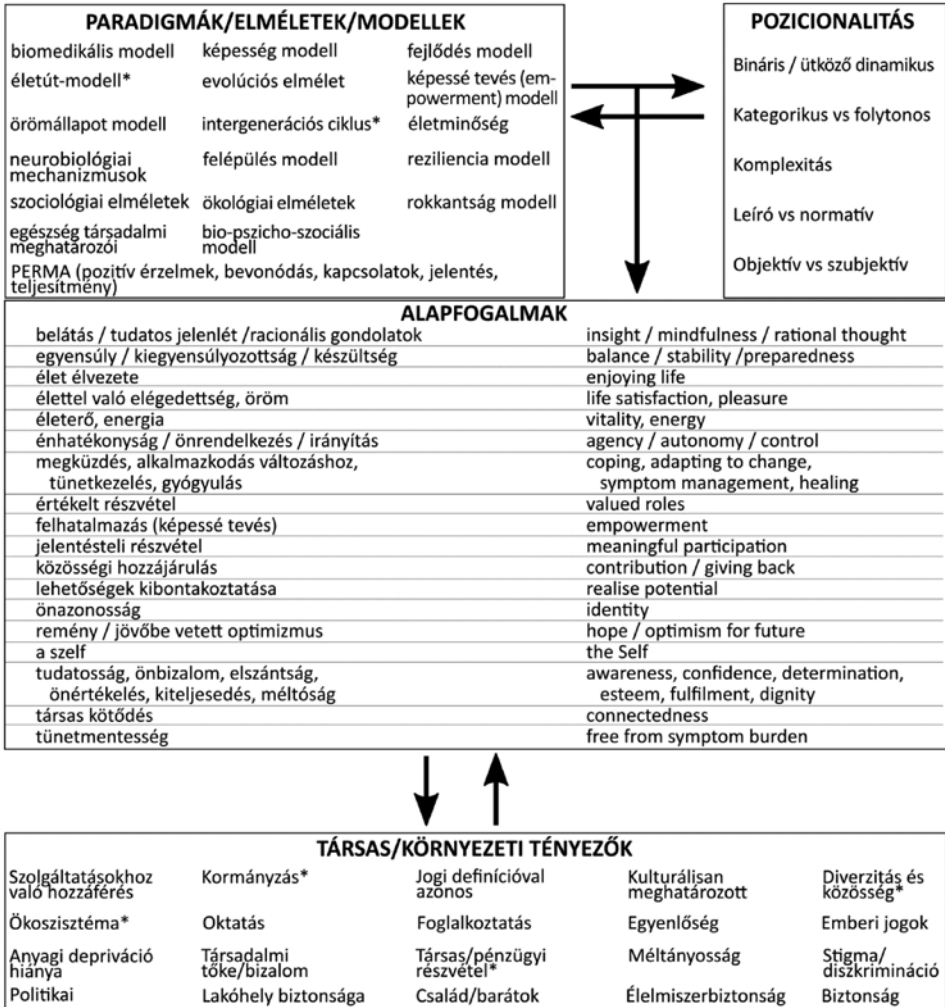 PARADIGMÁK/ELMÉLETEK/MODELLEK
biomedikális modell
képesség modell
fejlődés modell
életút-modell*
evolúciós elmélet
képessé tevés (em-
powerment) modell
örömállapot modell
intergenerációs ciklus*
életminőség
neurobiológiai
mechanizmusok
felépülés modell
reziliencia modell
szociológiai elméletek
ökológiai elméletek
rokkantság modell
egészség társadalmi
meghatározói
bio-pszicho-szociális
modell
PERMA (pozitív érzelmek, bevonódás, kapcsolatok, jelentés,
teljesítmény)
POZICIONALITÁS
Bináris / ütköző dinamikus
Kategorikus vs folytonos
Komplexitás
Leíró vs normatív
Objektív vs szubjektív
ALAPFOGALMAK
belátás / tudatos jelenlét /racionális gondolatok
insight / mindfulness / rational thought
egyensúly / kiegyensúlyozottság / készültség
balance / stability /preparedness
élet élvezete
enjoying life
élettel való elégedettség, öröm
life satisfaction, pleasure
életerő, energia
vitality, energy
énhatékonyság / önrendelkezés / irányítás
agency / autonomy / control
megküzdés, alkalmazkodás változáshoz,
tünetkezelés, gyógyulás
coping, adapting to change,
symptom management, healing
értékelt részvétel
valued roles
felhatalmazás (képessé tevés)
empowerment
jelentésteli részvétel
meaningful participation
közösségi hozzájárulás
contribution / giving back
lehetőségek kibontakoztatása
realise potential
önazonosság
identity
remény / jövőbe vetett optimizmus
hope / optimism for future
a szelf
the Self
tudatosság, önbizalom, elszántság,
önértékelés, kiteljesedés, méltóság
awareness, confidence, determination,
esteem, fulfilment, dignity
társas kötődés
connectedness
tünetmentesség
free from symptom burden
TÁRSAS/KÖRNYEZETI TÉNYEZŐK
Szolgáltatásokhoz
való hozzáférés
Kormányzás*
Jogi definícióval
azonos
Kulturálisan
meghatározott
Diverzitás és
közösség*
Ökoszisztéma*
Oktatás
Foglalkoztatás
Egyenlőség
Emberi jogok
Anyagi depriváció
hiánya
Társadalmi
tőke/bizalom
Társas/pénzügyi
részvétel*
Méltányosság
Stigma/
diszkrimináció
Politikai
Lakóhely biztonsága
Család/barátok
Élelmiszerbiztonság
Biztonság